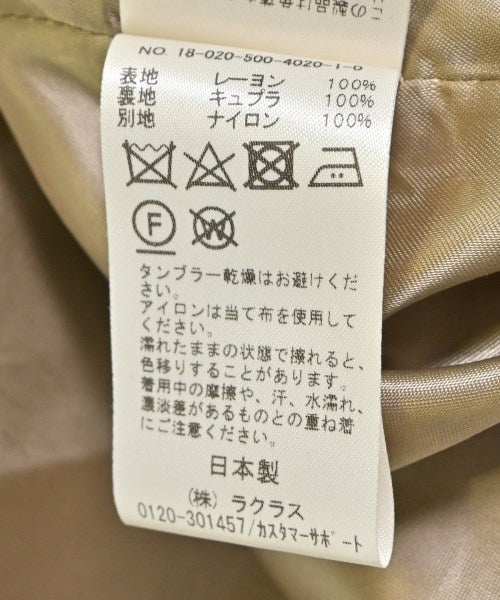 NO. 18-020-500-4020-1-6
表地 レーヨン 100%
裏地 キュプラ 100%
別地 ナイロン 100%
F W
タンブラー乾燥はお避けくだ
さい。
アイロンは当て布を使用して
ください。
濡れたままの状態で擦れると、
色移りすることがあります。
着用中の摩擦や、汗、水濡れ、
濃淡差があるものとの重ね着
にご注意ください。
日本製
(株) ラクラス
0120-301457/カスタマーサポート